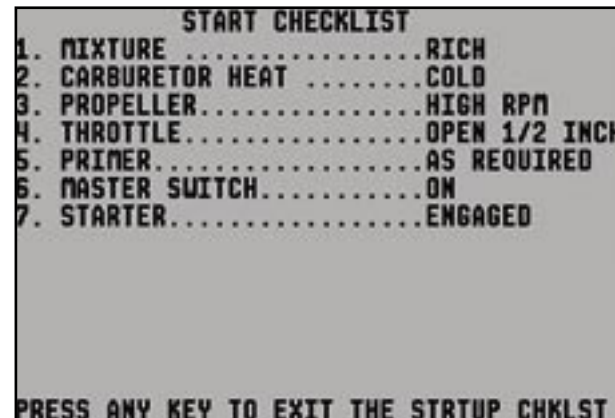 START CHECKLIST
1. MIXTURE ................RICH
2. CARBURETOR HEAT ........COLD
3. PROPELLER...............HIGH RPM
4. THROTTLE................OPEN 1/2 INCH
5. PRIMER..................AS REQUIRED
6. MASTER SWITCH...........ON
7. STARTER.................ENGAGED
PRESS ANY KEY TO EXIT THE STRTUP CHKLST